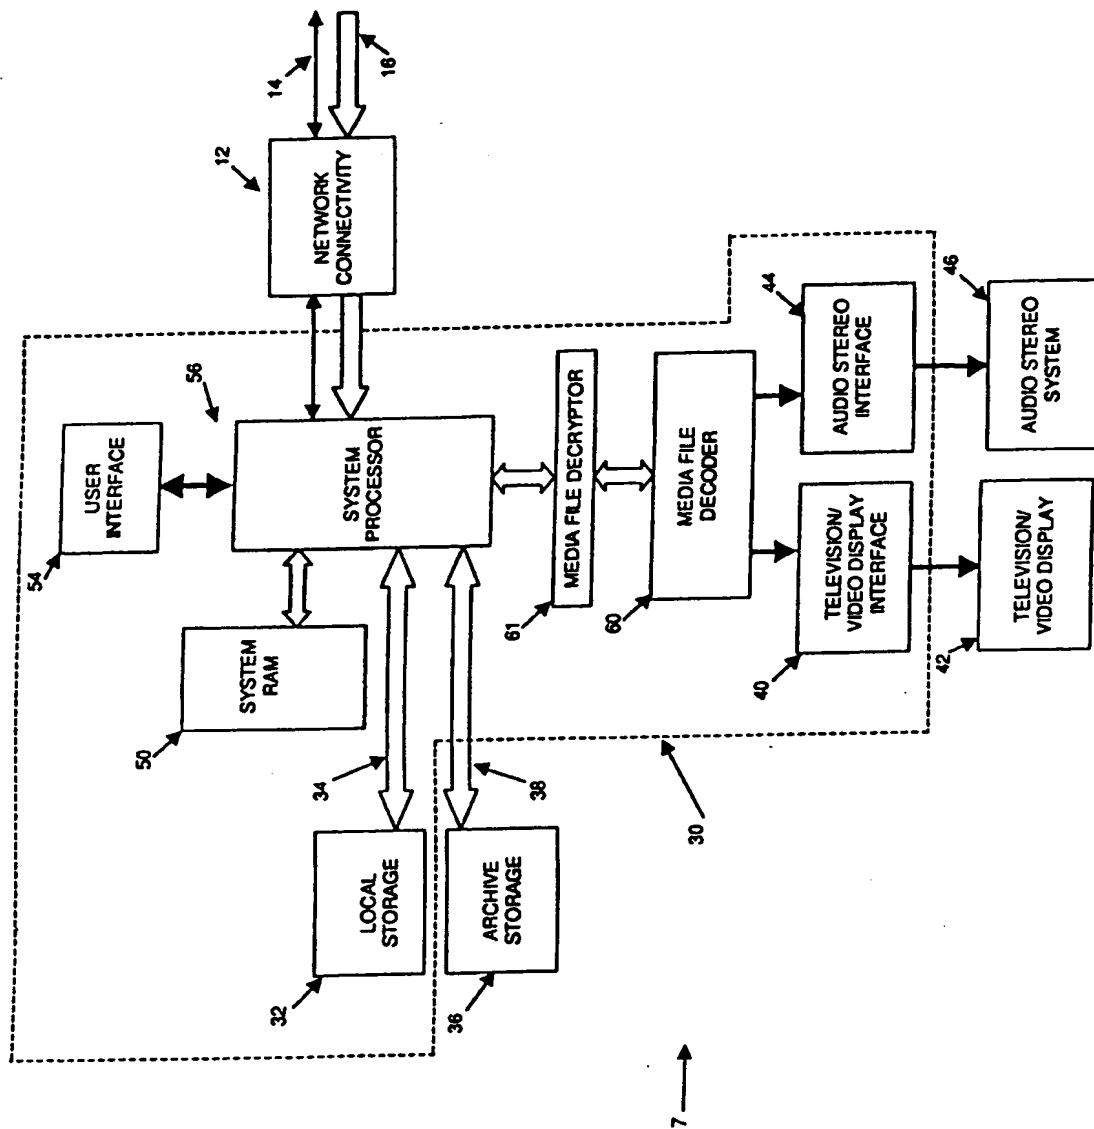 14
16
12
NETWORK
CONNECTIVITY
56
54
USER
INTERFACE
SYSTEM
PROCESSOR
50
SYSTEM
RAM
34
38
32
LOCAL
STORAGE
36
ARCHIVE
STORAGE
61
MEDIA FILE DECRYPTOR
60
MEDIA FILE
DECODER
44
AUDIO STEREO
INTERFACE
46
AUDIO STEREO
SYSTEM
40
TELEVISION/
VIDEO DISPLAY
INTERFACE
42
TELEVISION/
VIDEO DISPLAY
30
7